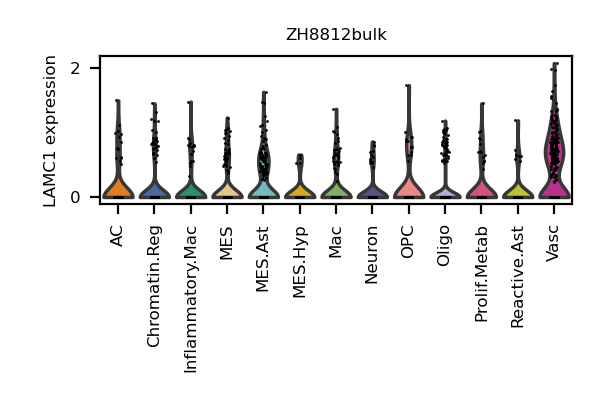 ZH8812bulk
LAMC1 expression
2
0
AC
Chromatin.Reg
Inflammatory.Mac
MES
MES.Ast
MES.Hyp
Mac
Neuron
OPC
Oligo
Prolif.Metab
Reactive.Ast
Vasc